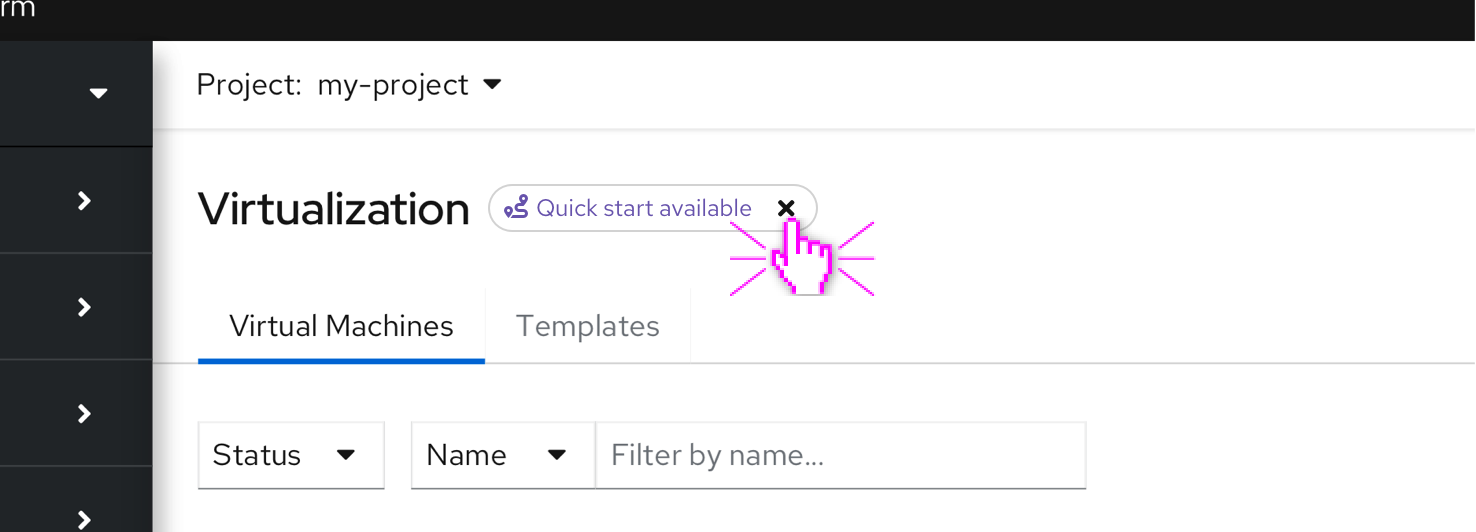 rm
Project: my-project
Virtualization Quick start available
Virtual Machines Templates
Status Name Filter by name...